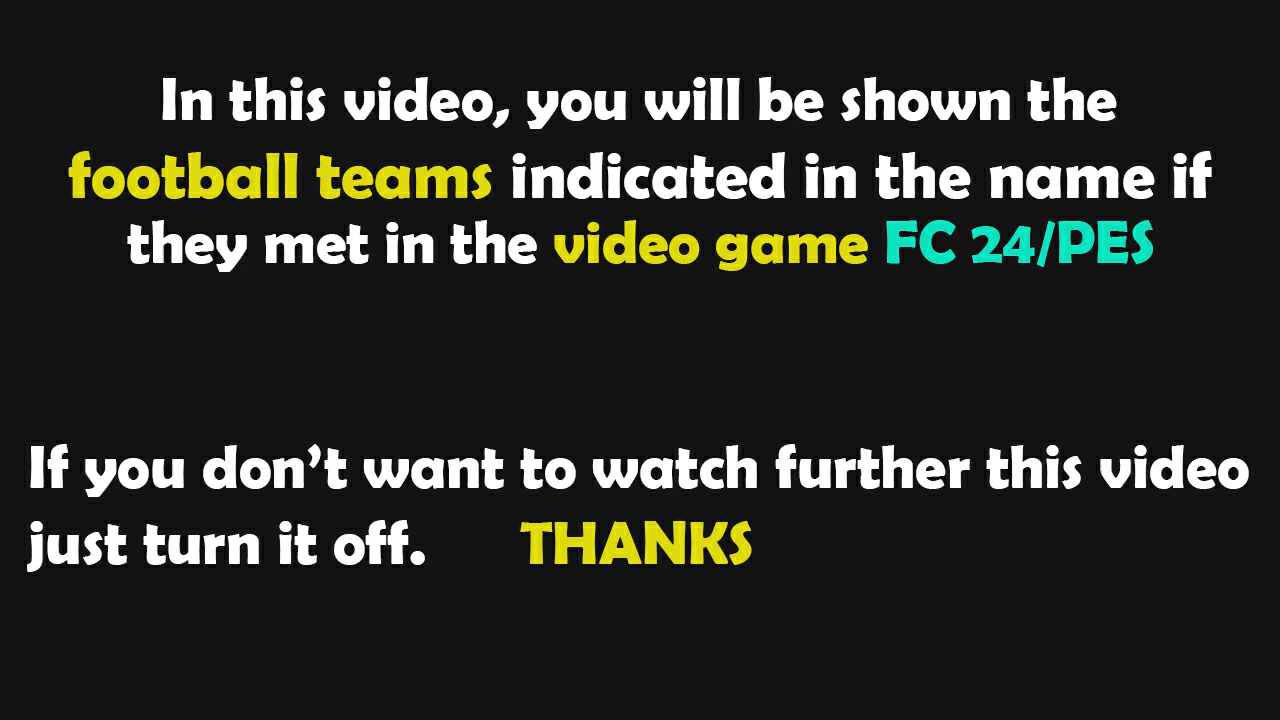 In this video, you will be shown the
football teams indicated in the name if
they met in the video game FC 24/PES
If you don’t want to watch further this video
just turn it off. THANKS